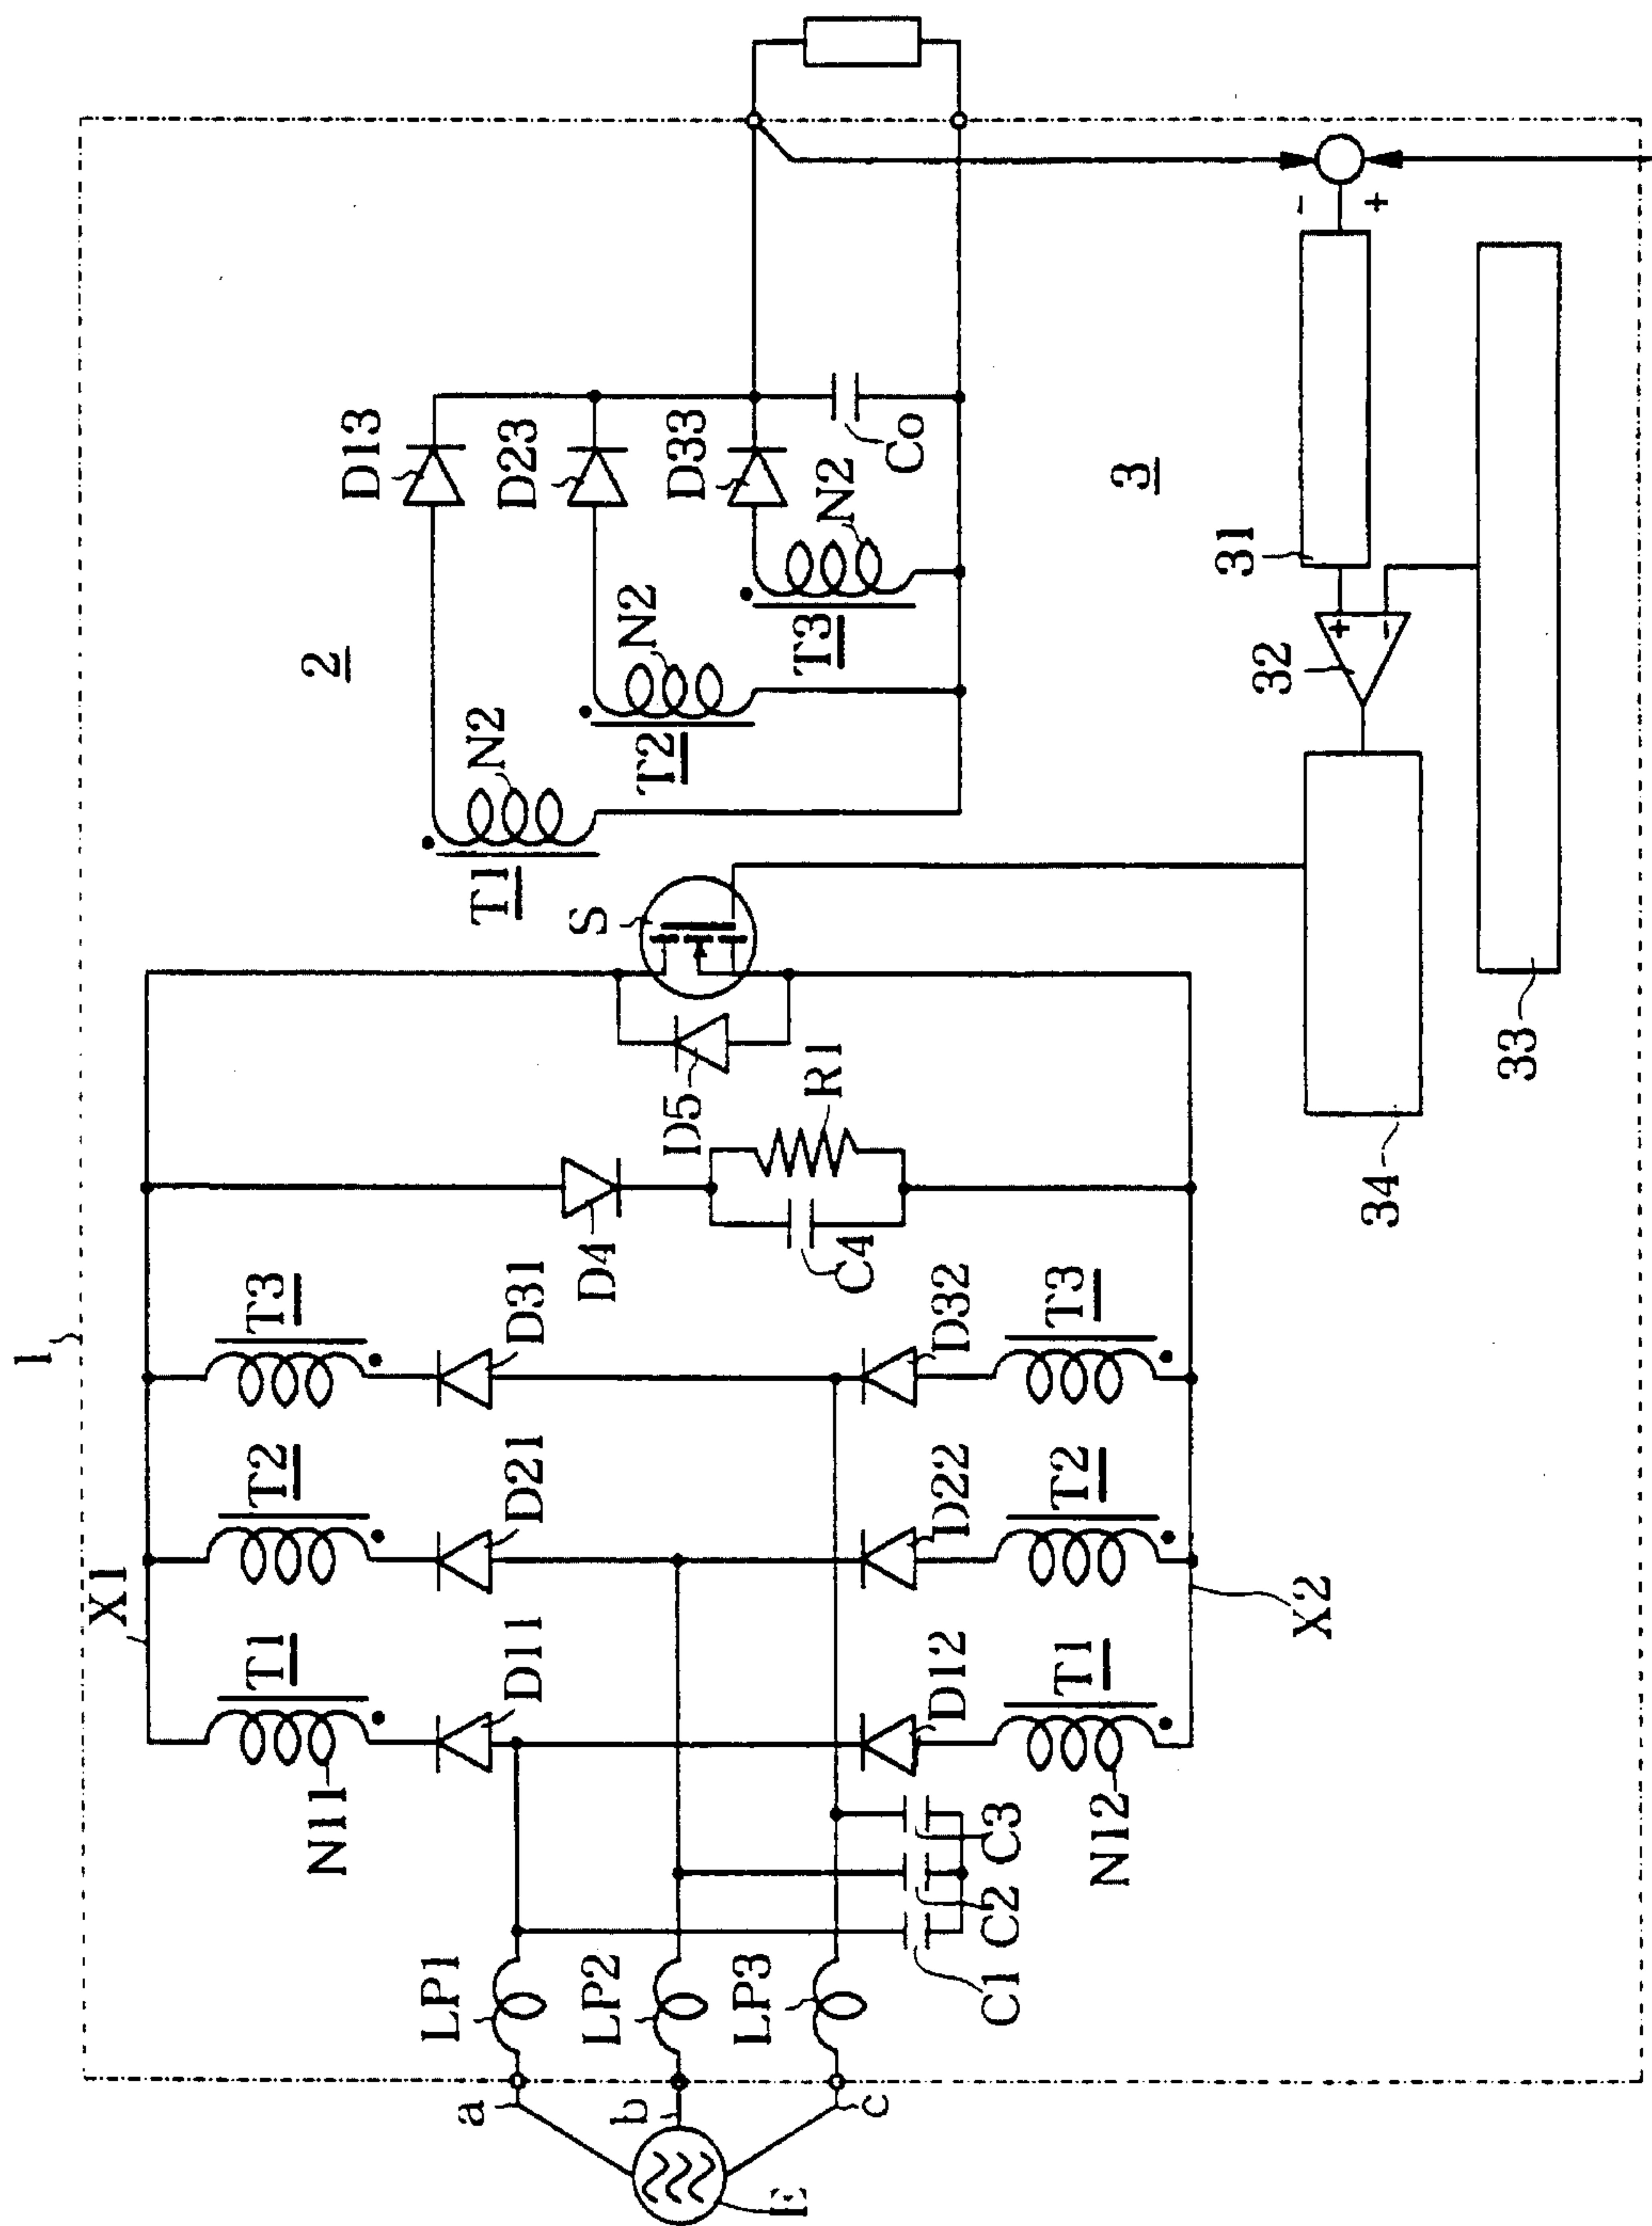 1
X1
T1
T2
T3
N11
D11
D21
D31
a
b
c
E
LP1
LP2
LP3
C1
C2
C3
D12
D22
D32
N12
T1
T2
T3
X2
D4
C4
R1
D5
S
2
T1
N2
T2
N2
T3
N2
D13
D23
D33
Co
3
31
32
33
34
+
-
+
-